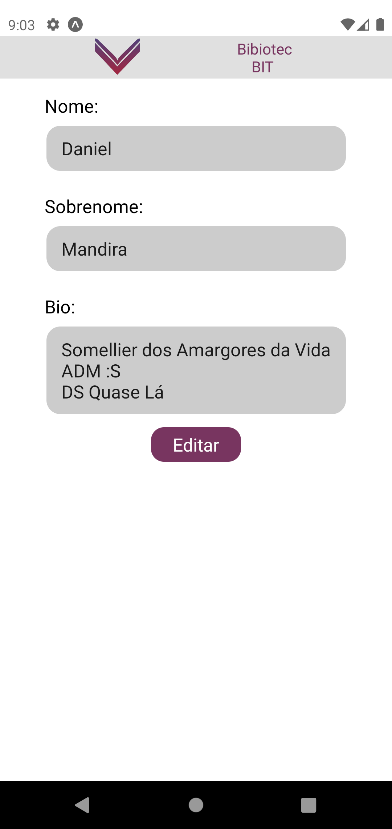 9:03
Bibiotec
BIT
Nome:
Daniel
Sobrenome:
Mandira
Bio:
Somellier dos Amargores da Vida
ADM :S
DS Quase Lá
Editar